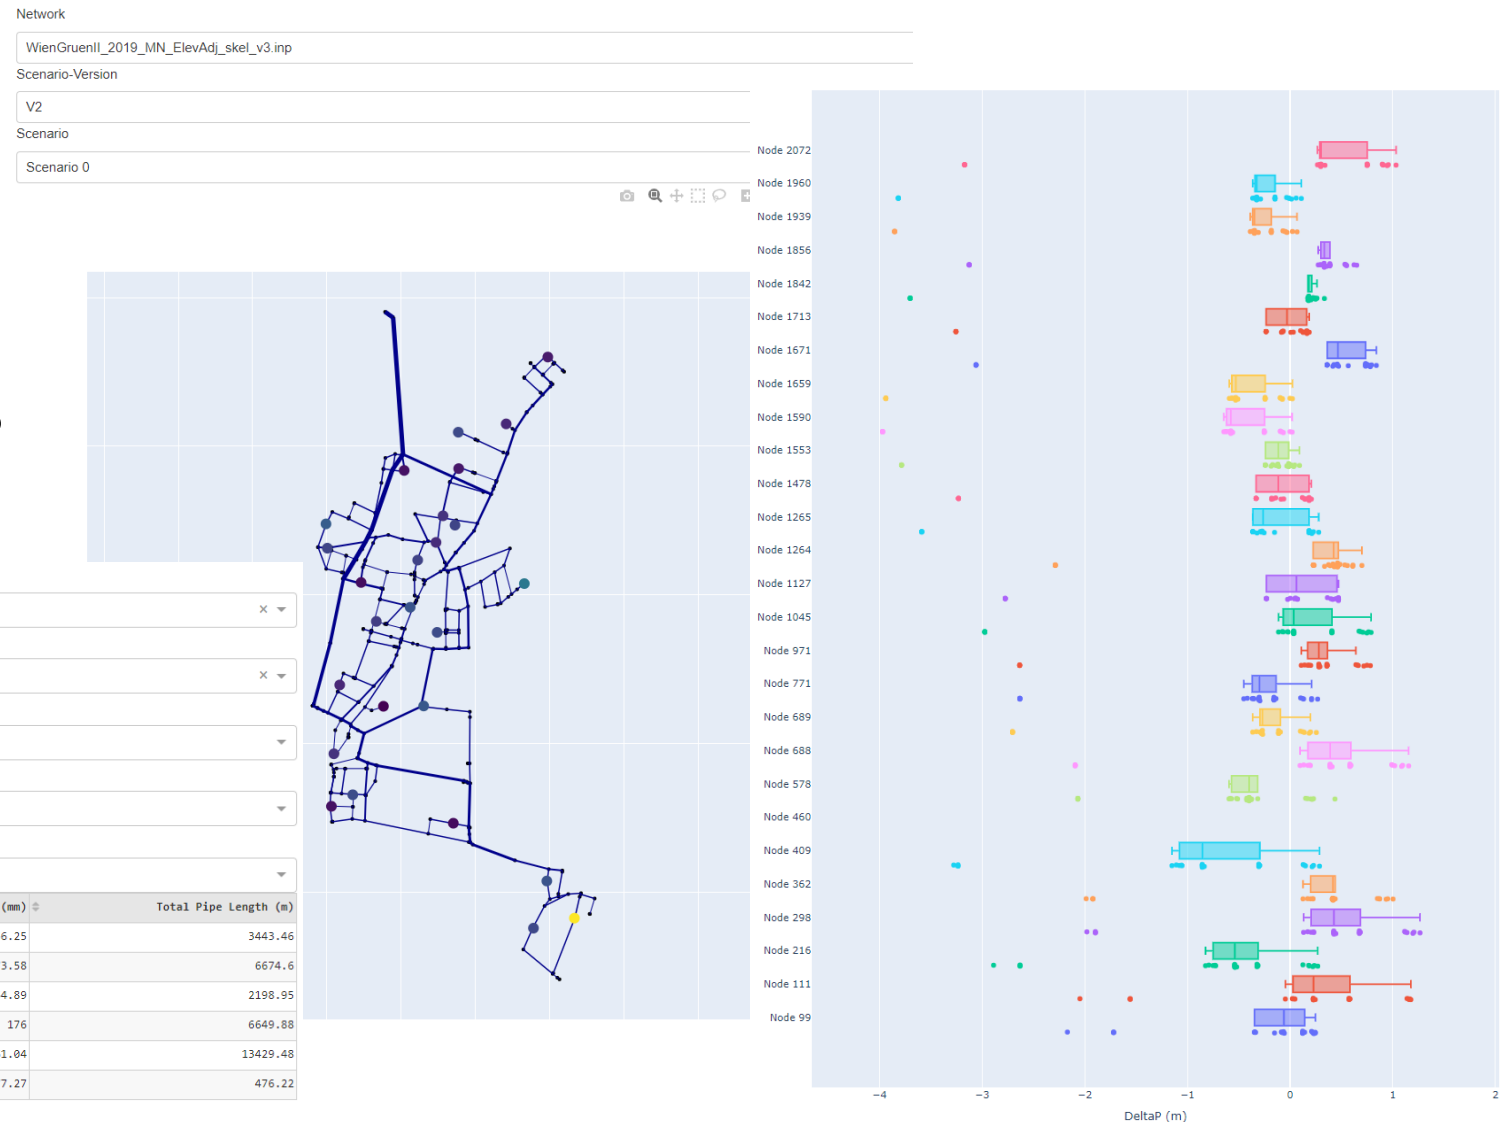 Network
WienGruenII_2019_MN_ElevAdj_skel_v3.inp
Scenario-Version
V2
Scenario
Scenario 0
Node 2072
Node 1960
Node 1939
Node 1856
Node 1842
Node 1713
Node 1671
Node 1659
Node 1590
Node 1553
Node 1478
Node 1265
Node 1264
Node 1127
Node 1045
Node 971
Node 771
Node 689
Node 688
Node 578
Node 460
Node 409
Node 362
Node 298
Node 216
Node 111
Node 99
−4 −3 −2 −1 0 1 2
DeltaP (m)
(mm) Total Pipe Length (m)
6.25 3443.46
3.58 6674.6
4.89 2198.95
176 6649.88
1.04 13429.48
7.27 476.22